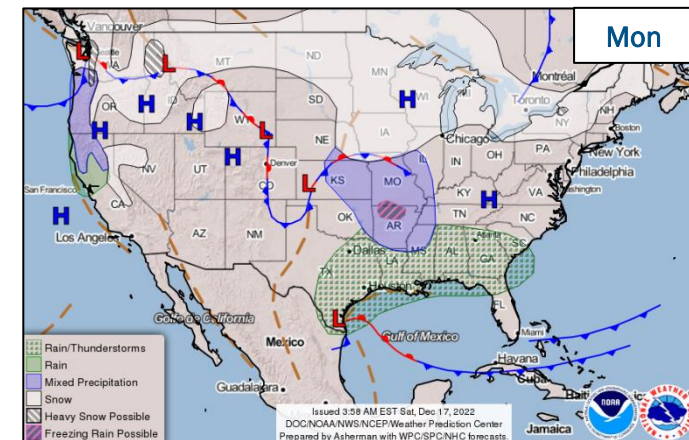 Mon
Vancouver
Seattle
L
L
MT
ND
MN
Montréal
OR
ID
H
H
H
WY
SD
H
WI
Toronto
NY
NH
Boston
L
NE
IA
Chicago
PA
New York
H
NV
UT
H
Denver
CO
L
KS
MO
IL
IN
OH
Philadelphia
San Francisco
CA
KY
H
VA
Washington
H
Los Angeles
AZ
NM
OK
AR
TN
NC
Dallas
LA
MS
AL
Atlanta
GA
SC
TX
Houston
FL
L
Golfo de California
Mexico
Gulf of Mexico
Miami
Havana
Cuba
Guadalajara
Jamaica
Rain/Thunderstorms
Rain
Mixed Precipitation
Snow
Heavy Snow Possible
Freezing Rain Possible
Issued 3:58 AM EST Sat, Dec 17, 2022
DOC/NOAA/NWS/NCEP/Weather Prediction Center
Prepared by Asherman with WPC/SPC/NHC forecasts.
NOAA